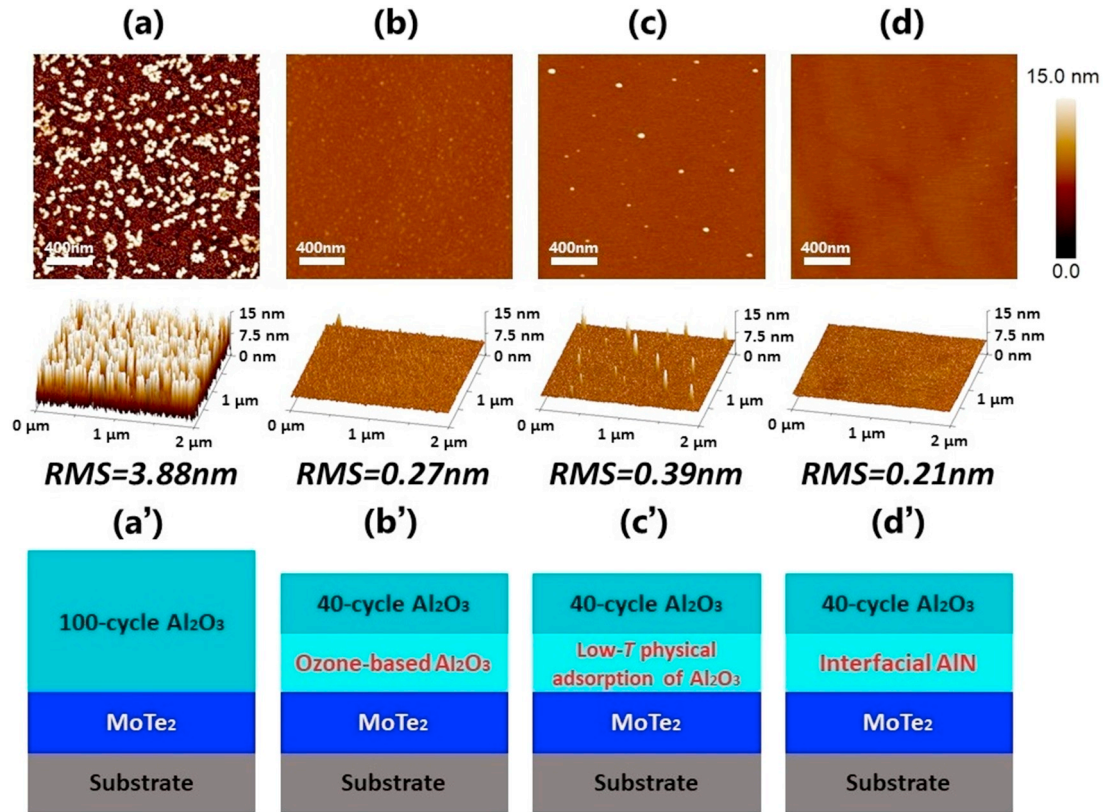 (a) (b) (c) (d)
400nm 400nm 400nm 400nm
15.0 nm
0.0
15 nm 15 nm 15 nm 15 nm
7.5 nm 7.5 nm 7.5 nm 7.5 nm
0 nm 0 nm 0 nm 0 nm
1 µm 1 µm 1 µm 1 µm
0 µm 1 µm 2 µm 0 µm 1 µm 2 µm 0 µm 1 µm 2 µm 0 µm 1 µm 2 µm
RMS=3.88nm RMS=0.27nm RMS=0.39nm RMS=0.21nm
(a’) (b’) (c’) (d’)
100-cycle Al₂O₃ 40-cycle Al₂O₃ 40-cycle Al₂O₃ 40-cycle Al₂O₃
Ozone-based Al₂O₃ Low-T physical Interfacial AlN
adsorption of Al₂O₃
MoTe₂ MoTe₂ MoTe₂ MoTe₂
Substrate Substrate Substrate Substrate